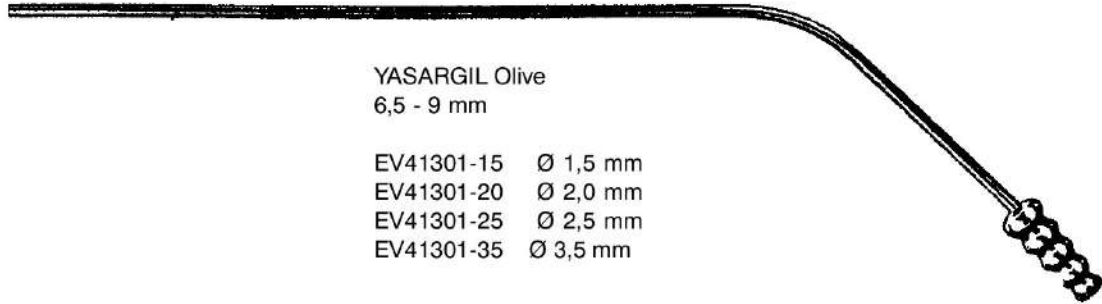 YASARGIL Olive
6,5 - 9 mm
EV41301-15 Ø 1,5 mm
EV41301-20 Ø 2,0 mm
EV41301-25 Ø 2,5 mm
EV41301-35 Ø 3,5 mm